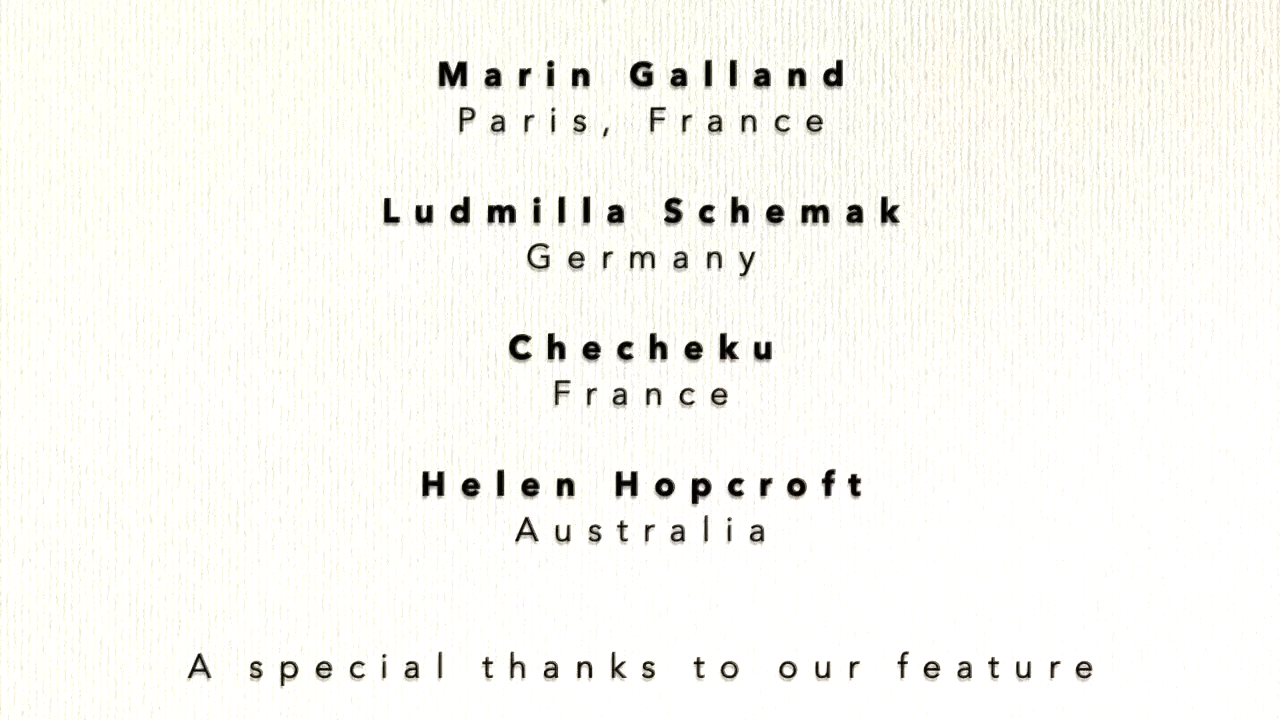 Marin Galland
Paris, France
Ludmilla Schemak
Germany
Checheku
France
Helen Hopcroft
Australia
A special thanks to our feature